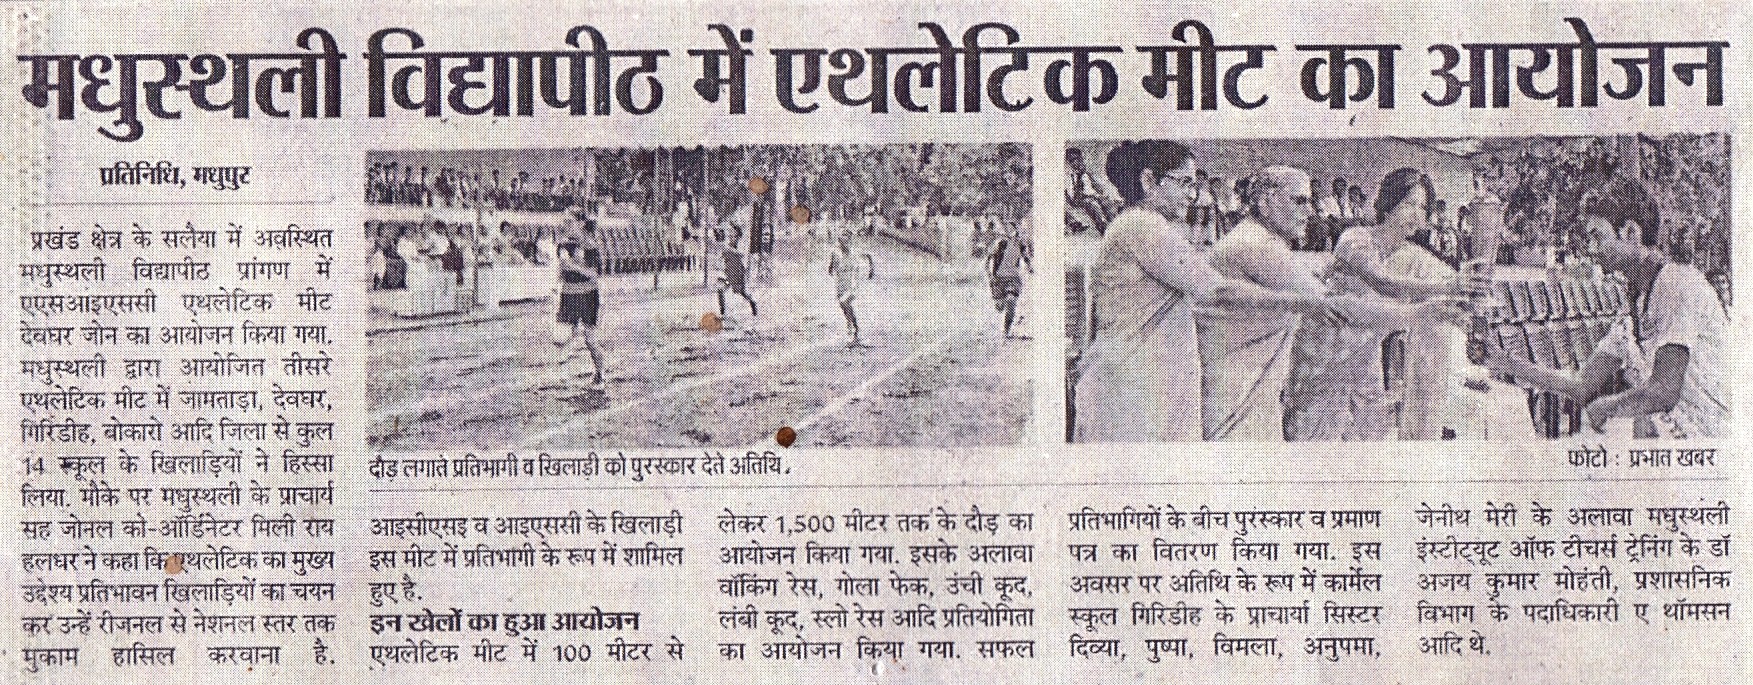 मधुस्थली विद्यापीठ में एथलेटिक मीट का आयोजन
प्रतिनिधि, मधुपुर
प्रखंड क्षेत्र के सलैया में अवस्थित
मधुस्थली विद्यापीठ प्रांगण में
एएसआइएससी एथलेटिक मीट
देवघर जोन का आयोजन किया गया.
मधुस्थली द्वारा आयोजित तीसरे
एथलेटिक मीट में जामताड़ा, देवघर,
गिरिडीह, बोकारो आदि जिला से कुल
14 स्कूल के खिलाड़ियों ने हिस्सा
लिया. मौके पर मधुस्थली के प्राचार्य
सह जोनल को-ऑर्डिनेटर मिली राय
हलधर ने कहा कि एथलेटिक का मुख्य
उद्देश्य प्रतिभावन खिलाड़ियों का चयन
कर उन्हें रीजनल से नेशनल स्तर तक
मुकाम हासिल करवाना है.
दौड़ लगाते प्रतिभागी व खिलाड़ी को पुरस्कार देते अतिथि.
फोटो : प्रभात खबर
आइसीएसइ व आइएससी के खिलाड़ी
इस मीट में प्रतिभागी के रूप में शामिल
हुए है.
इन खेलों का हुआ आयोजन
एथलेटिक मीट में 100 मीटर से
लेकर 1,500 मीटर तक के दौड़ का
आयोजन किया गया. इसके अलावा
वॉकिंग रेस, गोला फेक, उंची कूद,
लंबी कूद, स्लो रेस आदि प्रतियोगिता
का आयोजन किया गया. सफल
प्रतिभागियों के बीच पुरंस्कार व प्रमाण
पत्र का वितरण किया गया. इस
अवसर पर अतिथि के रूप में कार्मेल
स्कूल गिरिडीह के प्राचार्या सिस्टर
दिव्या, पुष्पा, विमला, अनुपमा,
जेनीथ मेरी के अलावा मधुस्थली
इंस्टीट्यूट ऑफ टीचर्स ट्रेनिंग के डॉ
अजय कुमार मोहंती, प्रशासनिक
विभाग के पदाधिकारी ए थॉमसन
आदि थे.